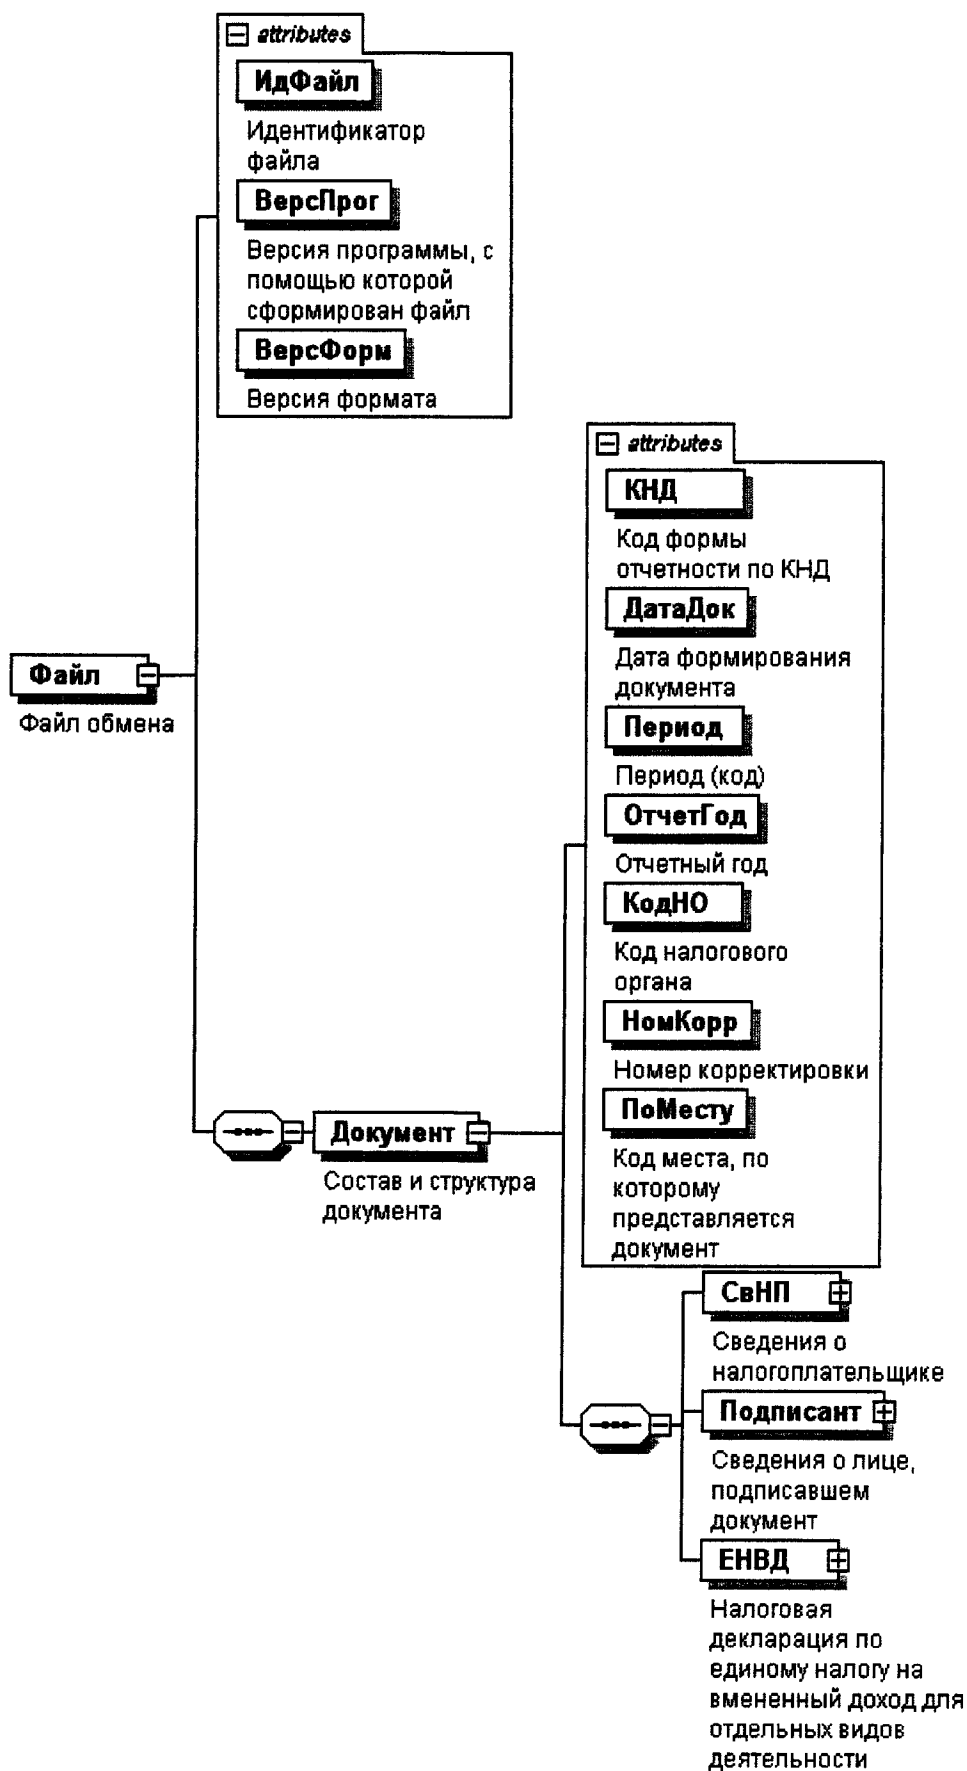 attributes
ИдФайл
Идентификатор
файла
ВерсПрог
Версия программы, с
помощью которой
сформирован файл
ВерсФорм
Версия формата
attributes
КНД
Код формы
отчетности по КНД
ДатаДок
Дата формирования
документа
Период
Период (код)
ОтчетГод
Отчетный год
КодНО
Код налогового
органа
НомКорр
Номер корректировки
ПоМесту
Код места, по
которому
представляется
документ
Файл
Файл обмена
Документ
Состав и структура
документа
СвНП
Сведения о
налогоплательщике
Подписант
Сведения о лице,
подписавшем
документ
ЕНВД
Налоговая
декларация по
единому налогу на
вмененный доход для
отдельных видов
деятельности